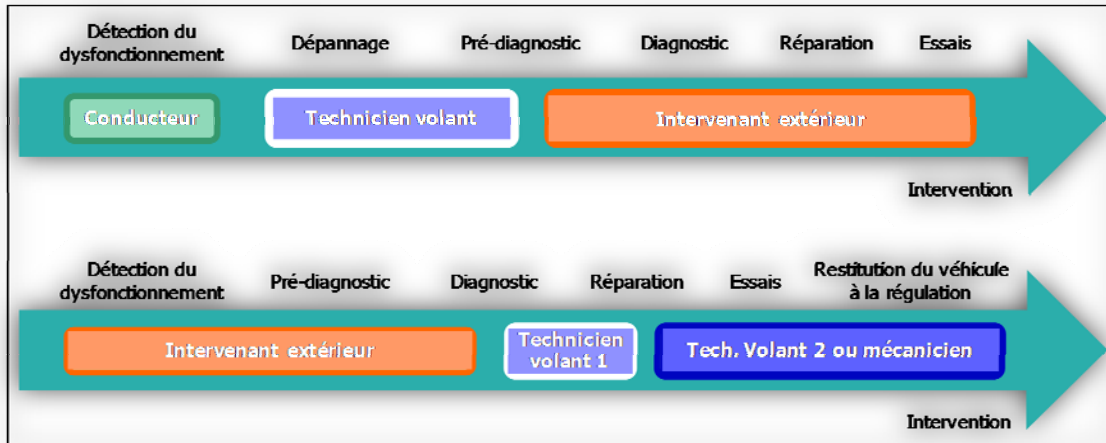 Détection du
dysfonctionnement
Dépannage
Pré-diagnostic
Diagnostic
Réparation
Essais
Conducteur
Technicien volant
Intervenant extérieur
Intervention
Détection du
dysfonctionnement
Pré-diagnostic
Diagnostic
Réparation
Essais
Restitution du véhicule
à la régulation
Intervenant extérieur
Technicien
volant 1
Tech. Volant 2 ou mécanicien
Intervention